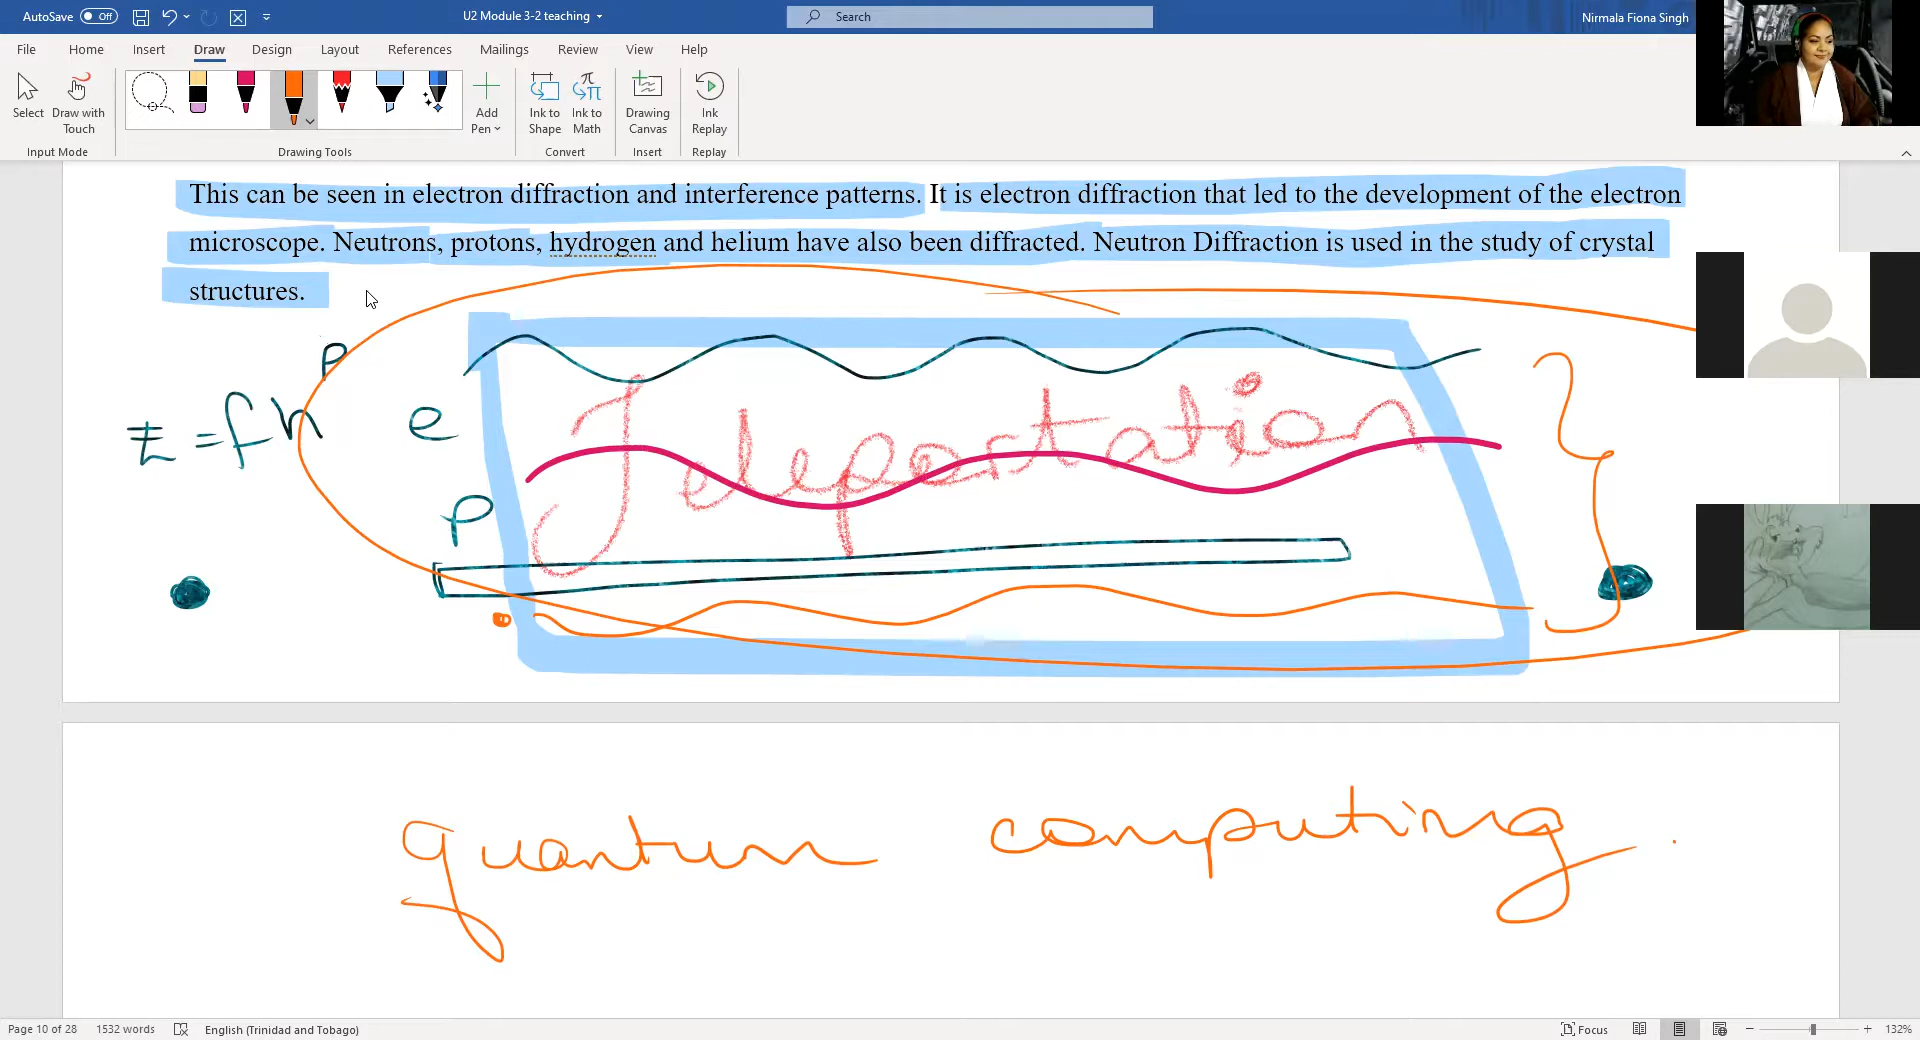 AutoSave Off U2 Module 3-2 teaching Search Nirmala Fiona Singh
File Home Insert Draw Design Layout References Mailings Review View Help
Select Draw with Touch Add Pen Ink to Shape Ink to Math Drawing Canvas Ink Replay
Input Mode Drawing Tools Convert Insert Replay
This can be seen in electron diffraction and interference patterns. It is electron diffraction that led to the development of the electron
microscope. Neutrons, protons, hydrogen and helium have also been diffracted. Neutron Diffraction is used in the study of crystal
structures.
P
E = fh e Teleportation
P
quantum computing.
Page 10 of 28 1532 words English (Trinidad and Tobago) Focus 132%